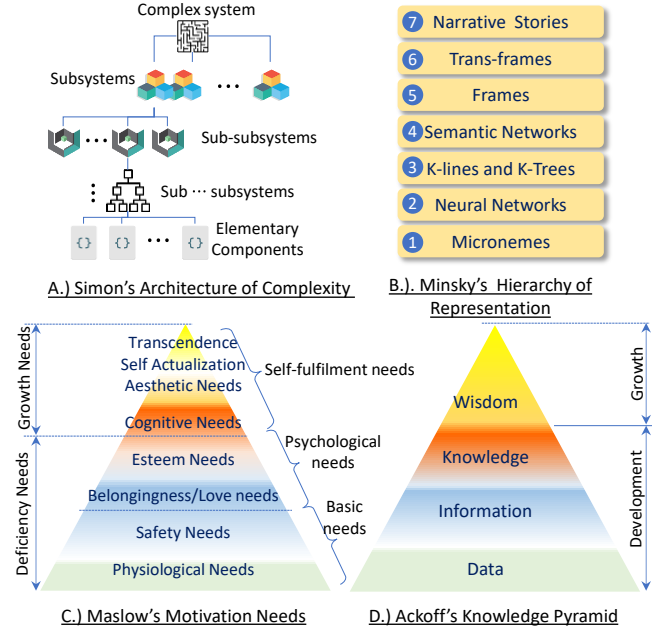 Complex system
Subsystems
...
... Sub-subsystems
... Sub ... subsystems
{} {} ... {}
Elementary
Components
A.) Simon's Architecture of Complexity
7 Narrative Stories
6 Trans-frames
5 Frames
4 Semantic Networks
3 K-lines and K-Trees
2 Neural Networks
1 Micronemes
B.). Minsky's Hierarchy of
Representation
Growth Needs
Deficiency Needs
Transcendence
Self Actualization
Aesthetic Needs
Cognitive Needs
Esteem Needs
Belongingness/Love needs
Safety Needs
Physiological Needs
Self-fulfilment needs
Psychological
needs
Basic
needs
C.) Maslow's Motivation Needs
Wisdom
Knowledge
Information
Data
Growth
Development
D.) Ackoff's Knowledge Pyramid